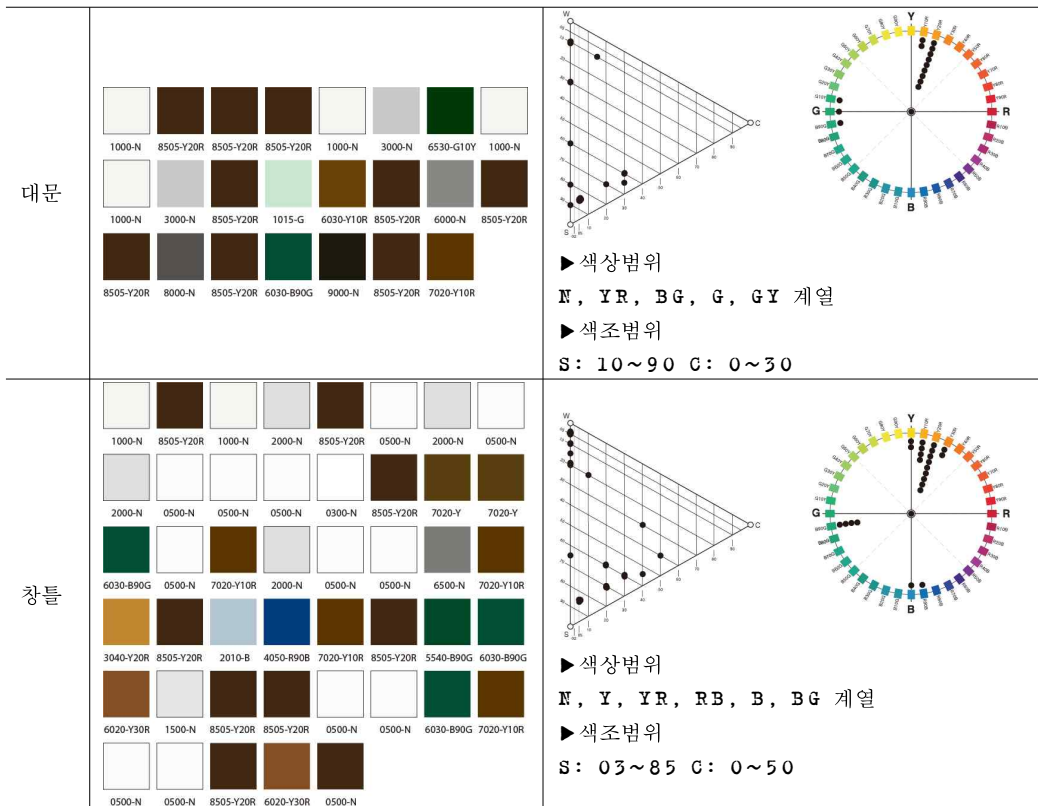 대문
1000-N 8505-Y20R 8505-Y20R 8505-Y20R 1000-N 3000-N 6530-G10Y 1000-N
1000-N 3000-N 8505-Y20R 1015-G 6030-Y10R 8505-Y20R 6000-N 8505-Y20R
8505-Y20R 8000-N 8505-Y20R 6030-B90G 9000-N 8505-Y20R 7020-Y10R
W
C
S
Y
G
R
B
▶색상범위
N, YR, BG, G, GY 계열
▶색조범위
S: 10~90 C: 0~30
창틀
1000-N 8505-Y20R 1000-N 2000-N 8505-Y20R 0500-N 2000-N 0500-N
2000-N 0500-N 0500-N 0500-N 0300-N 8505-Y20R 7020-Y 7020-Y
6030-B90G 0500-N 7020-Y10R 2000-N 0500-N 0500-N 6500-N 7020-Y10R
3040-Y20R 8505-Y20R 2010-B 4050-R90B 7020-Y10R 8505-Y20R 5540-B90G 6030-B90G
6020-Y30R 1500-N 8505-Y20R 8505-Y20R 0500-N 0500-N 6030-B90G 7020-Y10R
0500-N 0500-N 8505-Y20R 6020-Y30R 0500-N
W
C
S
Y
G
R
B
▶색상범위
N, Y, YR, RB, B, BG 계열
▶색조범위
S: 03~85 C: 0~50